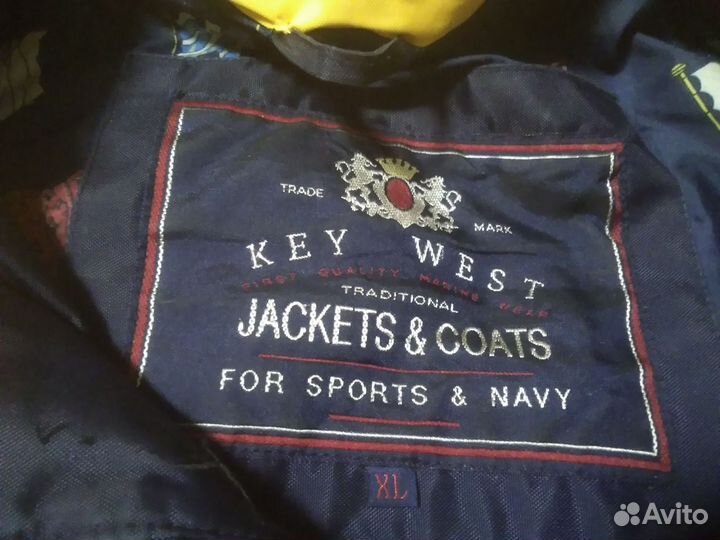 TRADE MARK
KEY WEST
FIRST QUALITY MARINE WEAR
TRADITIONAL
JACKETS & COATS
FOR SPORTS & NAVY
XL
Avito